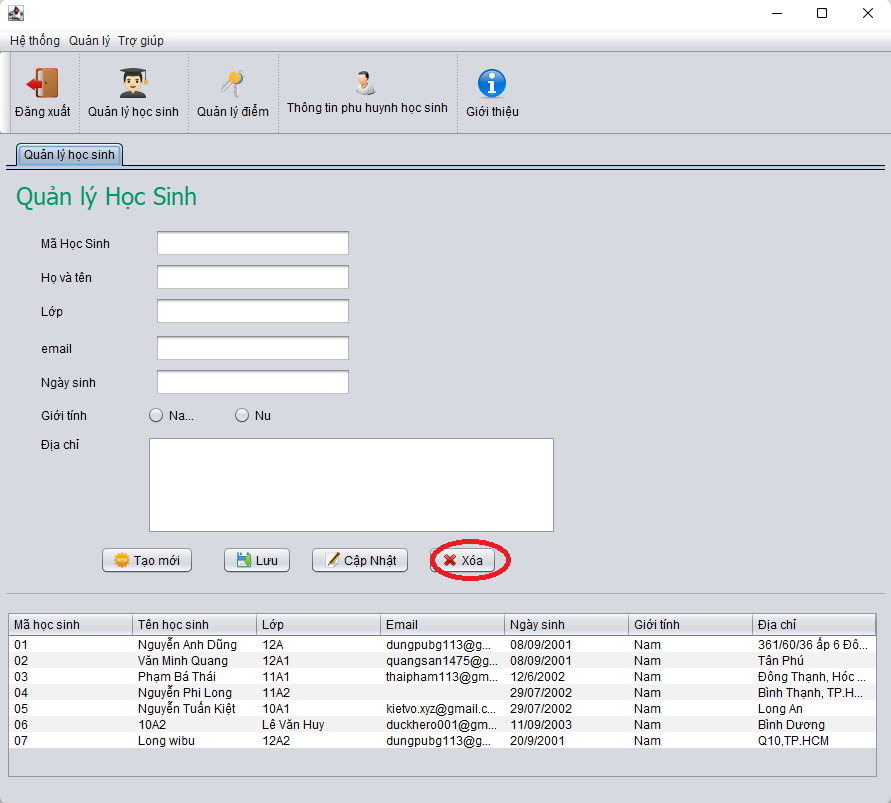 Hệ thống Quản lý Trợ giúp
Đăng xuất Quản lý học sinh Quản lý điểm Thông tin phu huynh học sinh Giới thiệu
Quản lý học sinh
Quản lý Học Sinh
Mã Học Sinh
Họ và tên
Lớp
email
Ngày sinh
Giới tính Na... Nu
Địa chỉ
Tạo mới Lưu Cập Nhật Xóa
Mã học sinh Tên học sinh Lớp Email Ngày sinh Giới tính Địa chỉ
01 Nguyễn Anh Dũng 12A dungpubg113@g... 08/09/2001 Nam 361/60/36 ấp 6 Đô...
02 Văn Minh Quang 12A1 quangsan1475@g... 08/09/2001 Nam Tân Phú
03 Phạm Bá Thái 11A1 thaipham113@gm... 12/6/2002 Nam Đông Thạnh, Hóc ...
04 Nguyễn Phi Long 11A2 29/07/2002 Nam Bình Thạnh, TP.H...
05 Nguyễn Tuấn Kiệt 10A1 kietvo.xyz@gmail.c... 29/07/2002 Nam Long An
06 10A2 Lê Văn Huy duckhero001@gm... 11/09/2003 Nam Bình Dương
07 Long wibu 12A2 dungpubg113@g... 20/9/2001 Nam Q10,TP.HCM